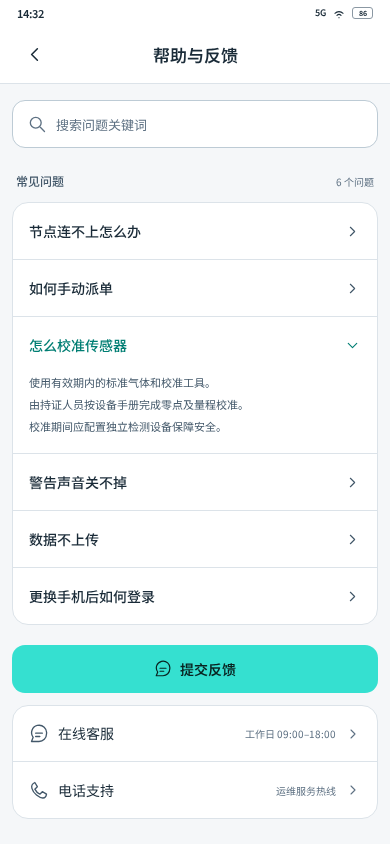 14:32
5G
86
帮助与反馈
搜索问题关键词
常见问题
6 个问题
节点连不上怎么办
如何手动派单
怎么校准传感器
使用有效期内的标准气体和校准工具。
由持证人员按设备手册完成零点及量程校准。
校准期间应配置独立检测设备保障安全。
警告声音关不掉
数据不上传
更换手机后如何登录
提交反馈
在线客服
工作日 09:00–18:00
电话支持
运维服务热线